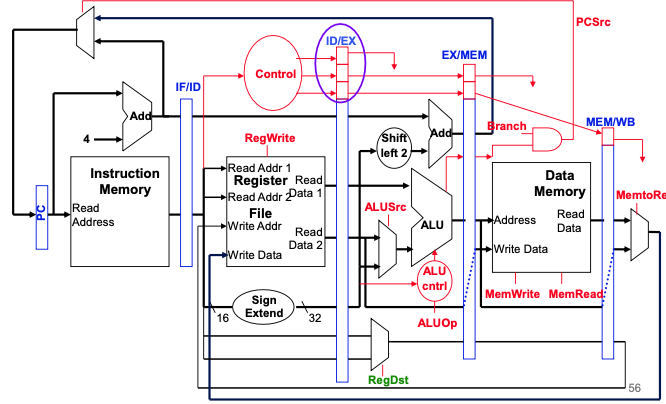 PCSrc
ID/EX
EX/MEM
Control
IF/ID
MEM/WB
Add
Add
Branch
4
Shift
left 2
RegWrite
Instruction
Memory
Read Addr 1
Register
Read
Data 1
Read Addr 2
File
Data
Memory
MemtoRe
PC
Read
Address
ALUSrc
Write Addr
Read
Data 2
ALU
Address
Read
Data
Write Data
Write Data
ALU
cntrl
MemWrite
MemRead
Sign
Extend
16
32
ALUOp
RegDst
56